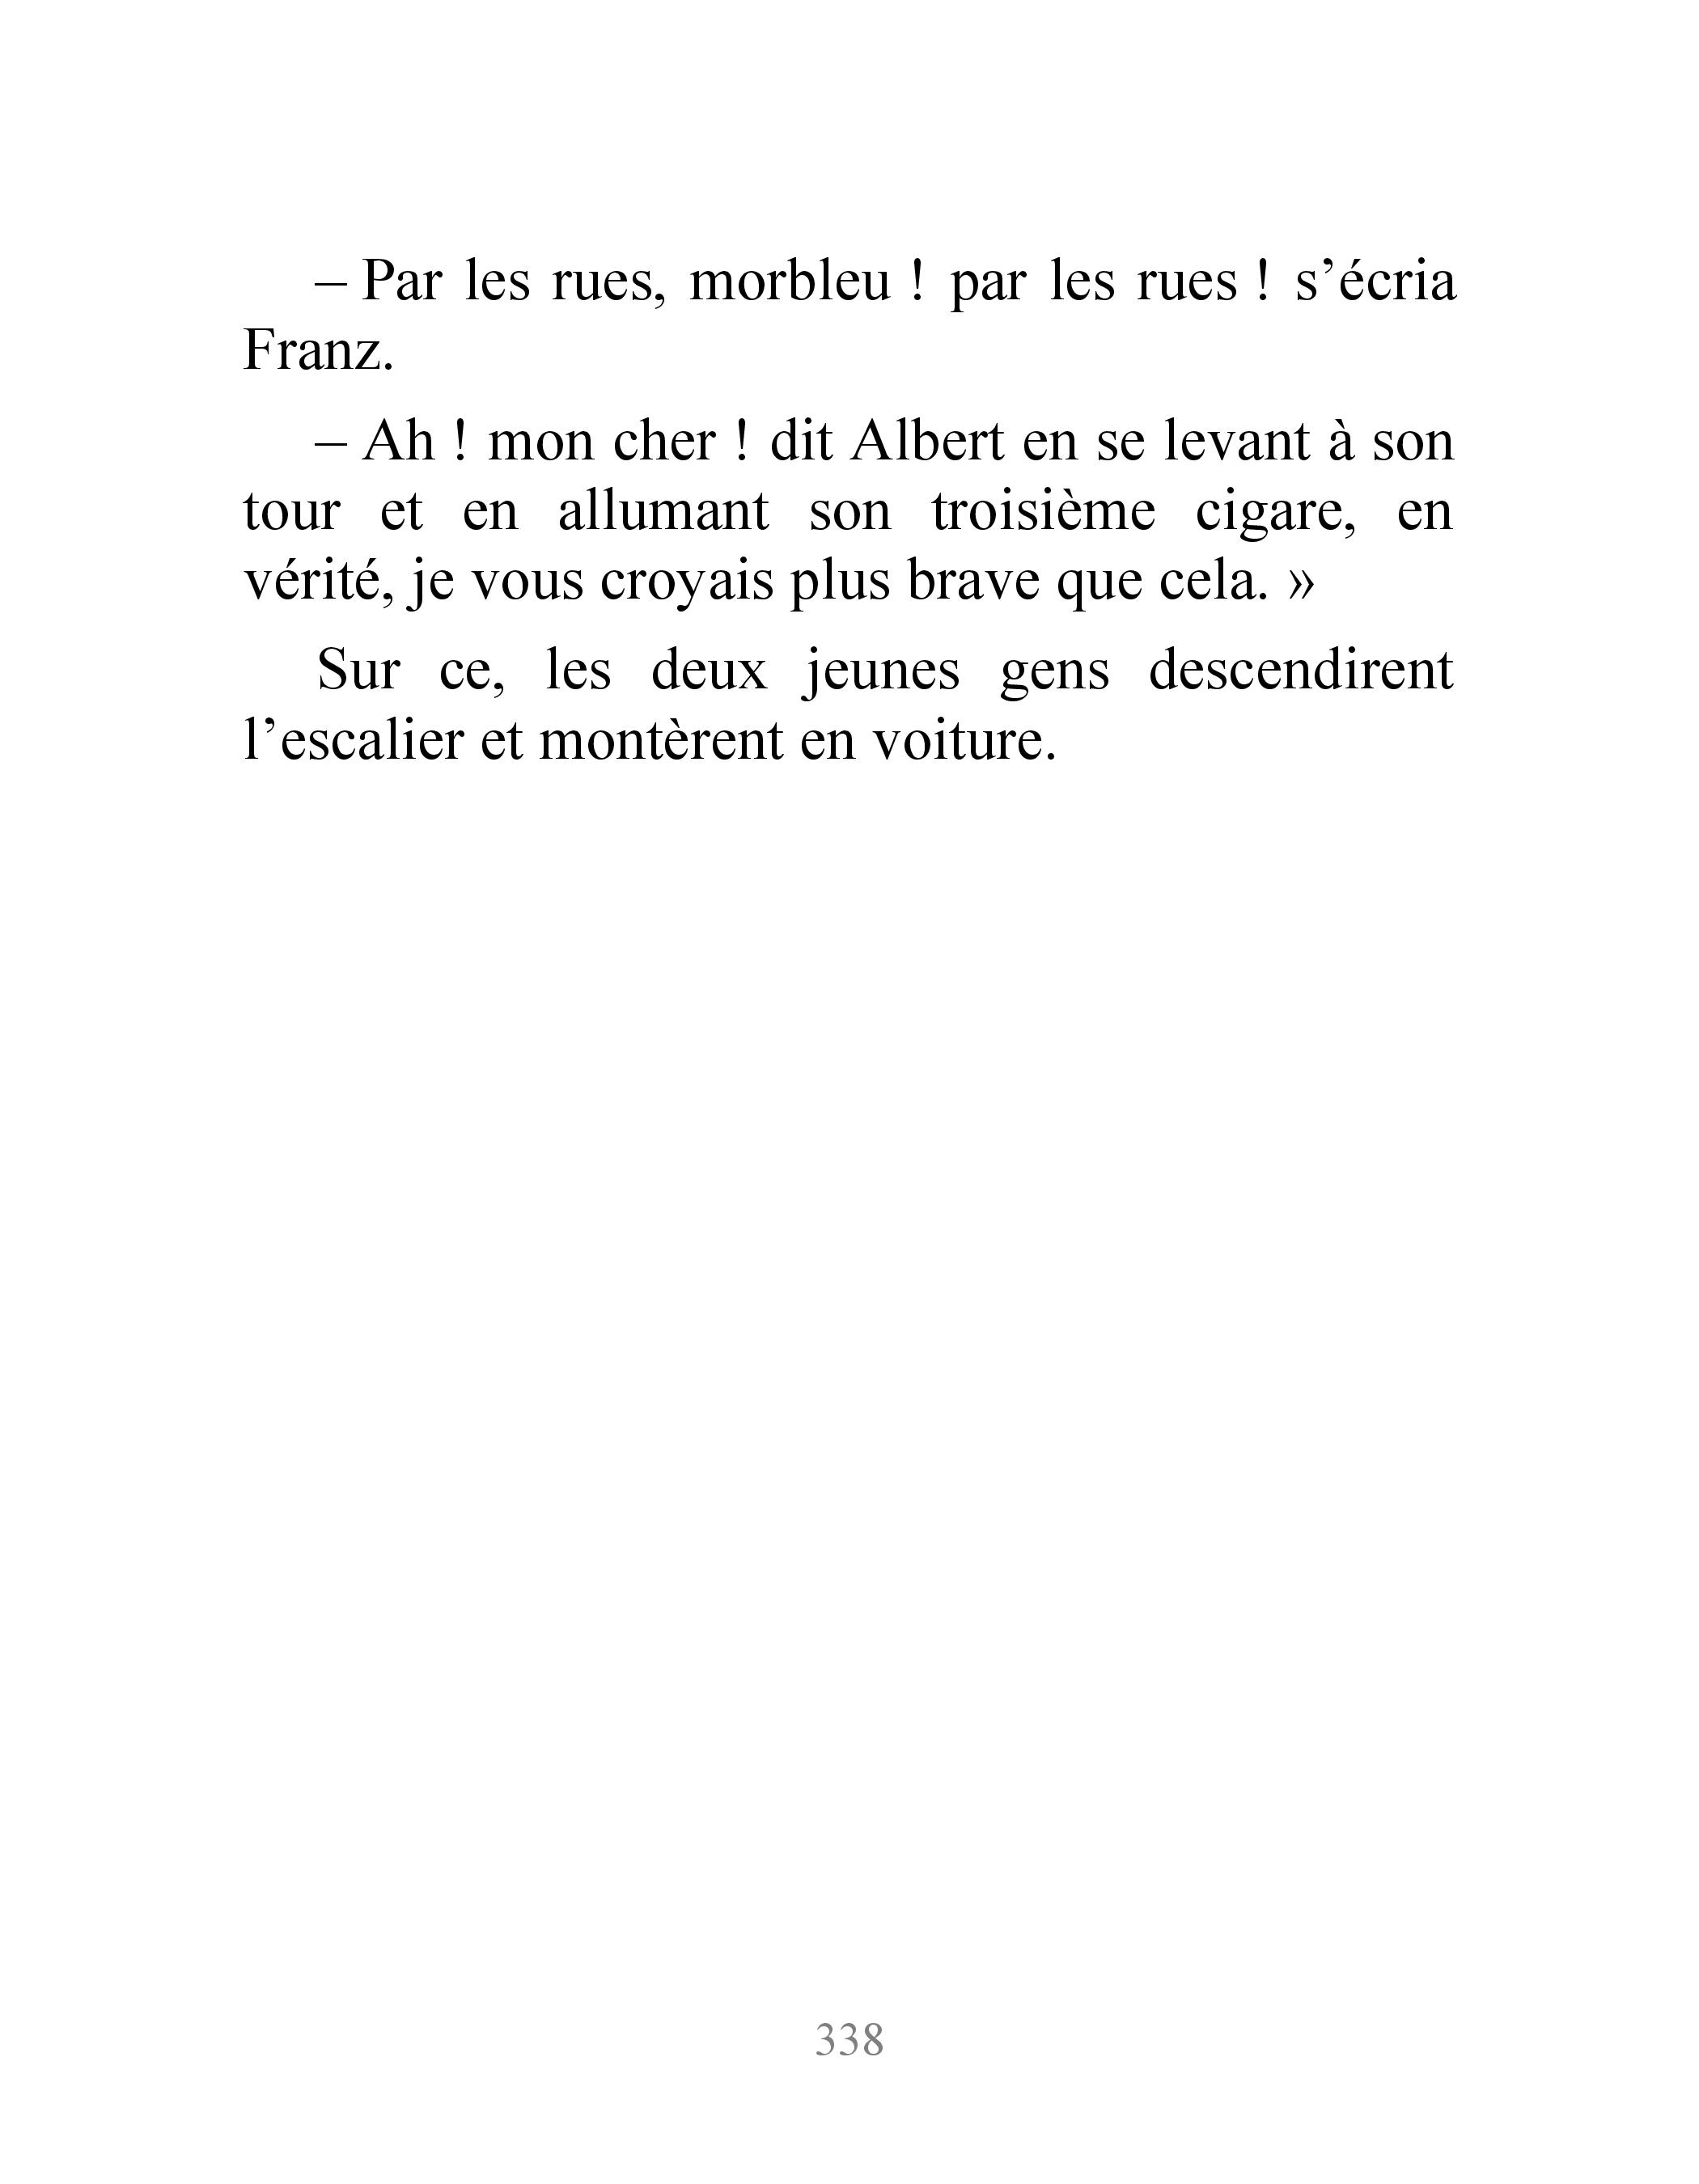 – Par les rues, morbleu ! par les rues ! s’écria
Franz.
– Ah ! mon cher ! dit Albert en se levant à son
tour et en allumant son troisième cigare, en
vérité, je vous croyais plus brave que cela. »
Sur ce, les deux jeunes gens descendirent
l’escalier et montèrent en voiture.
338